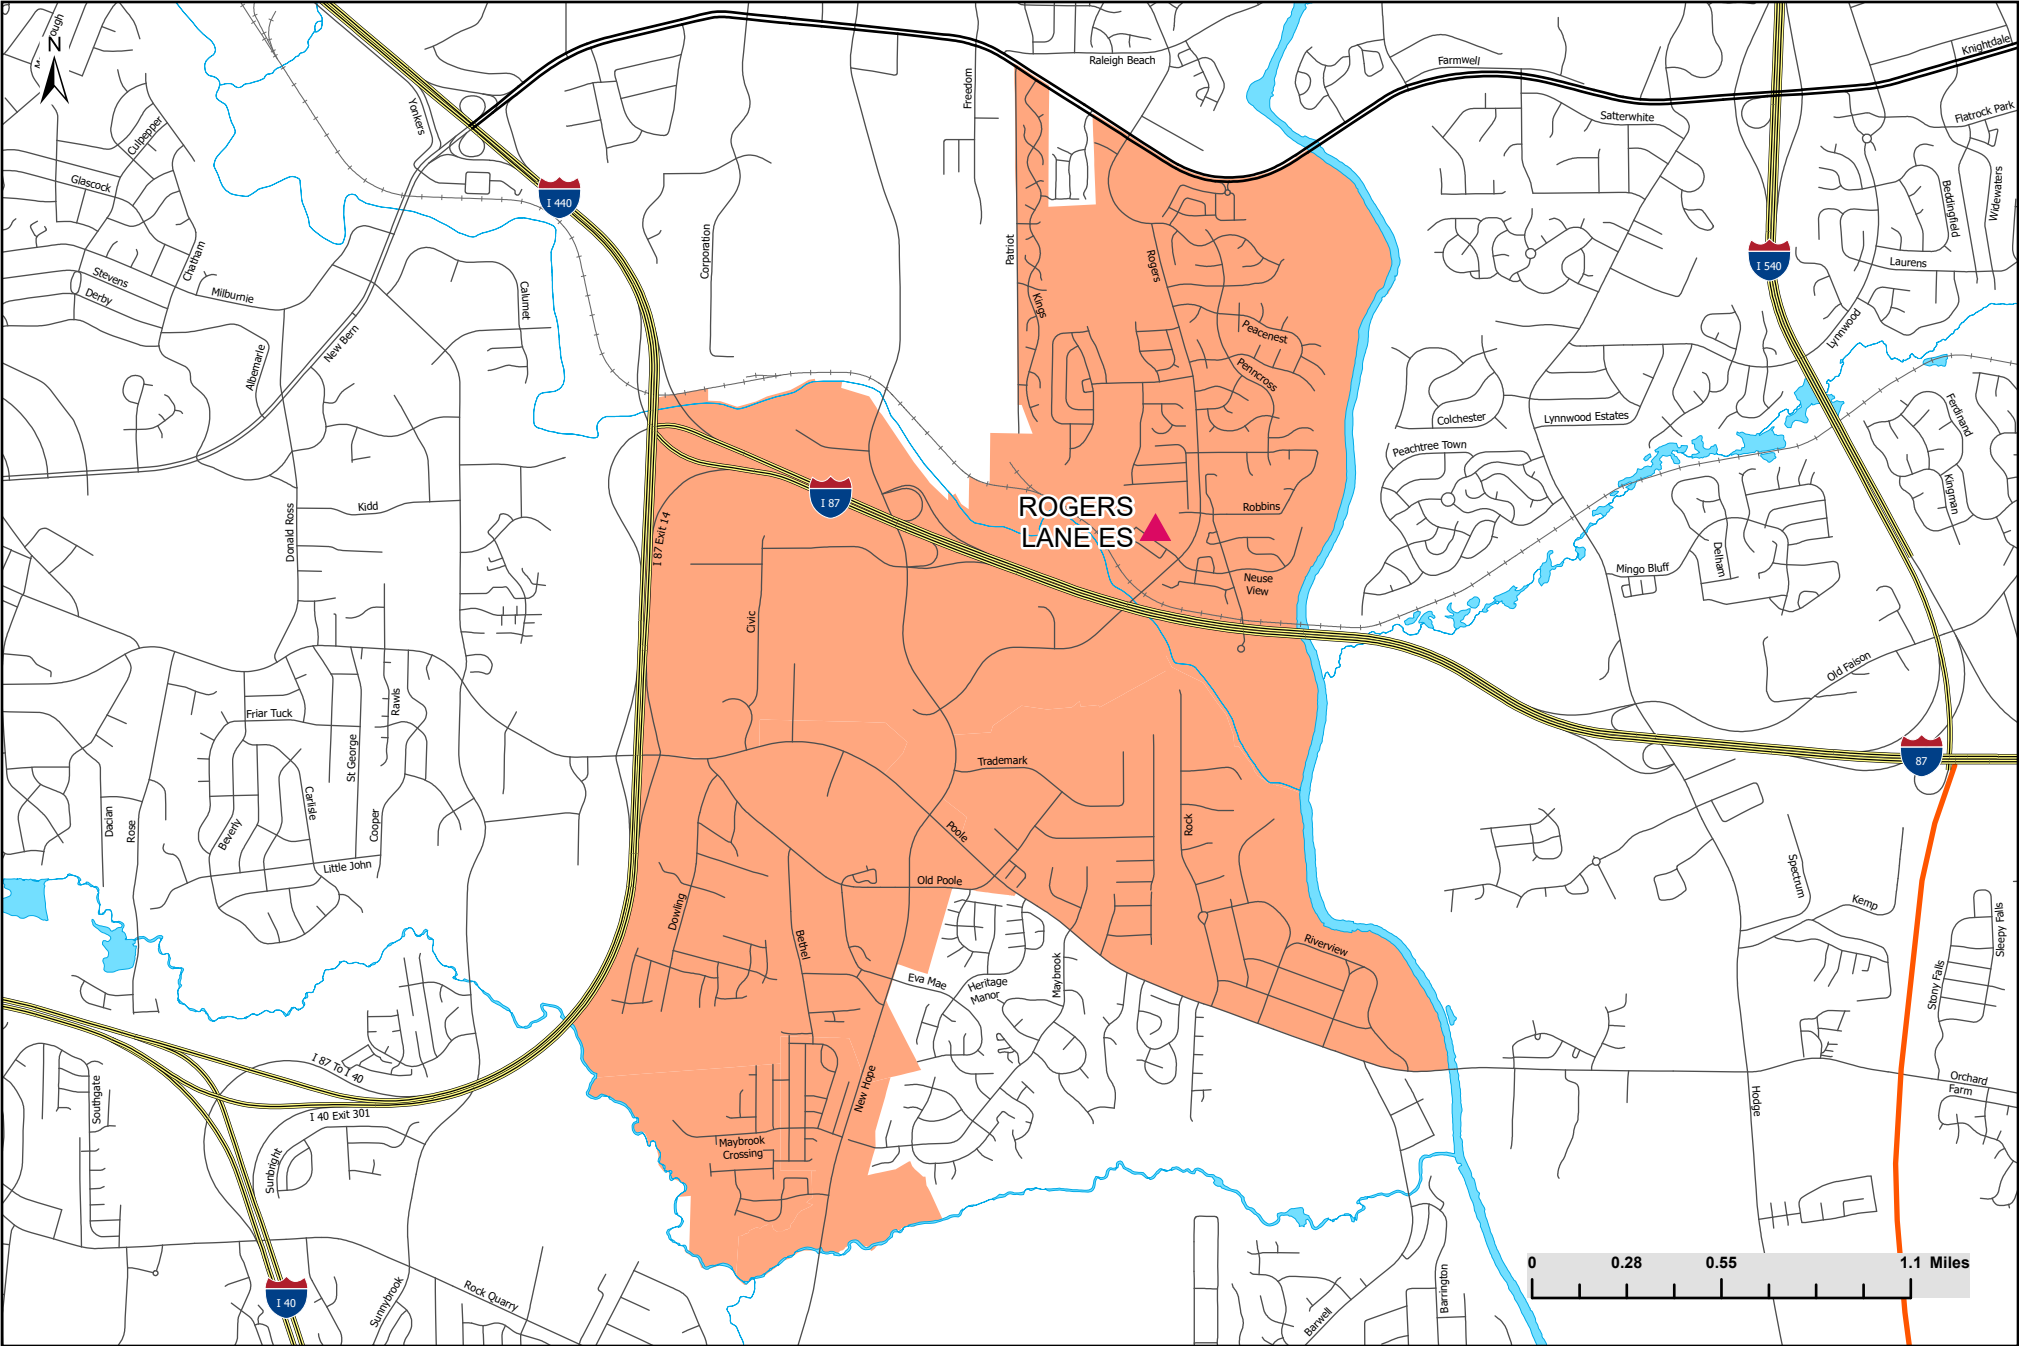 N
Raleigh Beach
Farmwell
Knightdale
Freedom
Yonkers
Culpepper
Satterwhite
Flatrock Park
Glascock
I 440
Beddingfield
Widewaters
Patriot
Corporation
Rogers
Chatham
Stevens
Derby
Milburnie
Calumet
I 540
Laurens
Kings
Peacenest
Lynnwood
New Bern
Albemarle
Penncross
Colchester
Lynnwood Estates
Ferdinand
Peachtree Town
Kidd
Donald Ross
I 87
I 87 Exit 14
ROGERS
LANE ES
Robbins
Kingman
Neuse
View
Mingo Bluff
Delham
Civic
Old Faison
Rawls
Friar Tuck
St George
Trademark
87
Dacian
Rose
Beverly
Carlisle
Cooper
Little John
Poole
Rock
Old Poole
Spectrum
Kemp
Sleepy Falls
Dowling
Bethel
Riverview
Eva Mae
Heritage
Manor
Maybrook
Stony Falls
I 87 To I 40
I 40 Exit 301
Southgate
New Hope
Maybrook
Crossing
Hodge
Orchard
Farm
Sunbright
Sunnybrook
Rock Quarry
I 40
Barwell
Barrington
0 0.28 0.55 1.1 Miles